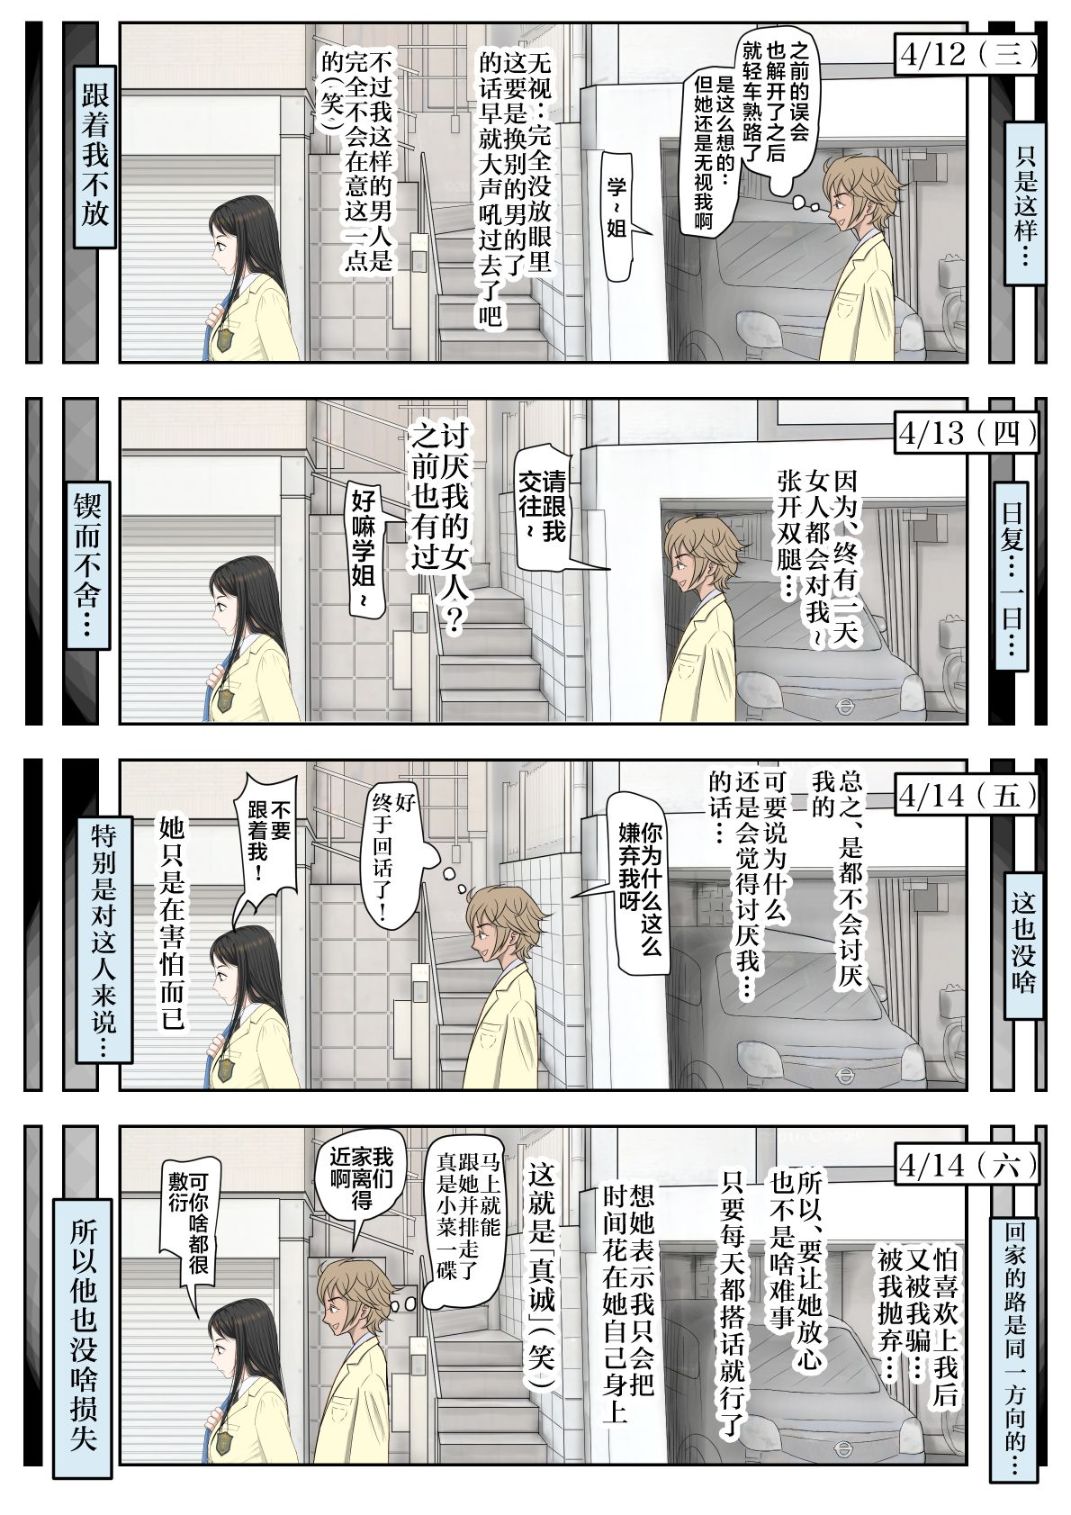 4/12（三）
只是这样…
之前的误会
也解开了之后
就轻车熟路了
是这么想的…
但她还是无视我啊
学~姐
无视…完全没放眼里
这要是换别的男的了
的话早就大声吼过去了吧
不过我这样的男人是
完全不会在意这一点
的（笑）
跟着我不放
4/13（四）
日复…一日…
因为、终有一天
女人都会对我~
张开双腿…
请跟我
交往~
讨厌我的女人？
之前也有过
好嘛学姐~
锲而不舍…
4/14（五）
这也没啥
总之、是都不会讨厌
我的
可要说为什么
还是会觉得讨厌我…
的话…
你为什么这么
嫌弃我呀
好
终于回话了！
不要
跟着我！
她只是在害怕而已
特别是对这人来说…
4/14（六）
回家的路是同一方向的…
怕喜欢上我后
又被我骗…
被我抛弃…
所以、要让她放心
也不是啥难事
只要每天都搭话就行了
想她表示我只会把
时间花在她自己身上
这就是「真诚」（笑）
马上就能
跟她并排走了
真是小菜一碟
我们
家离得
近啊
可你啥都很
敷衍
所以他也没啥损失